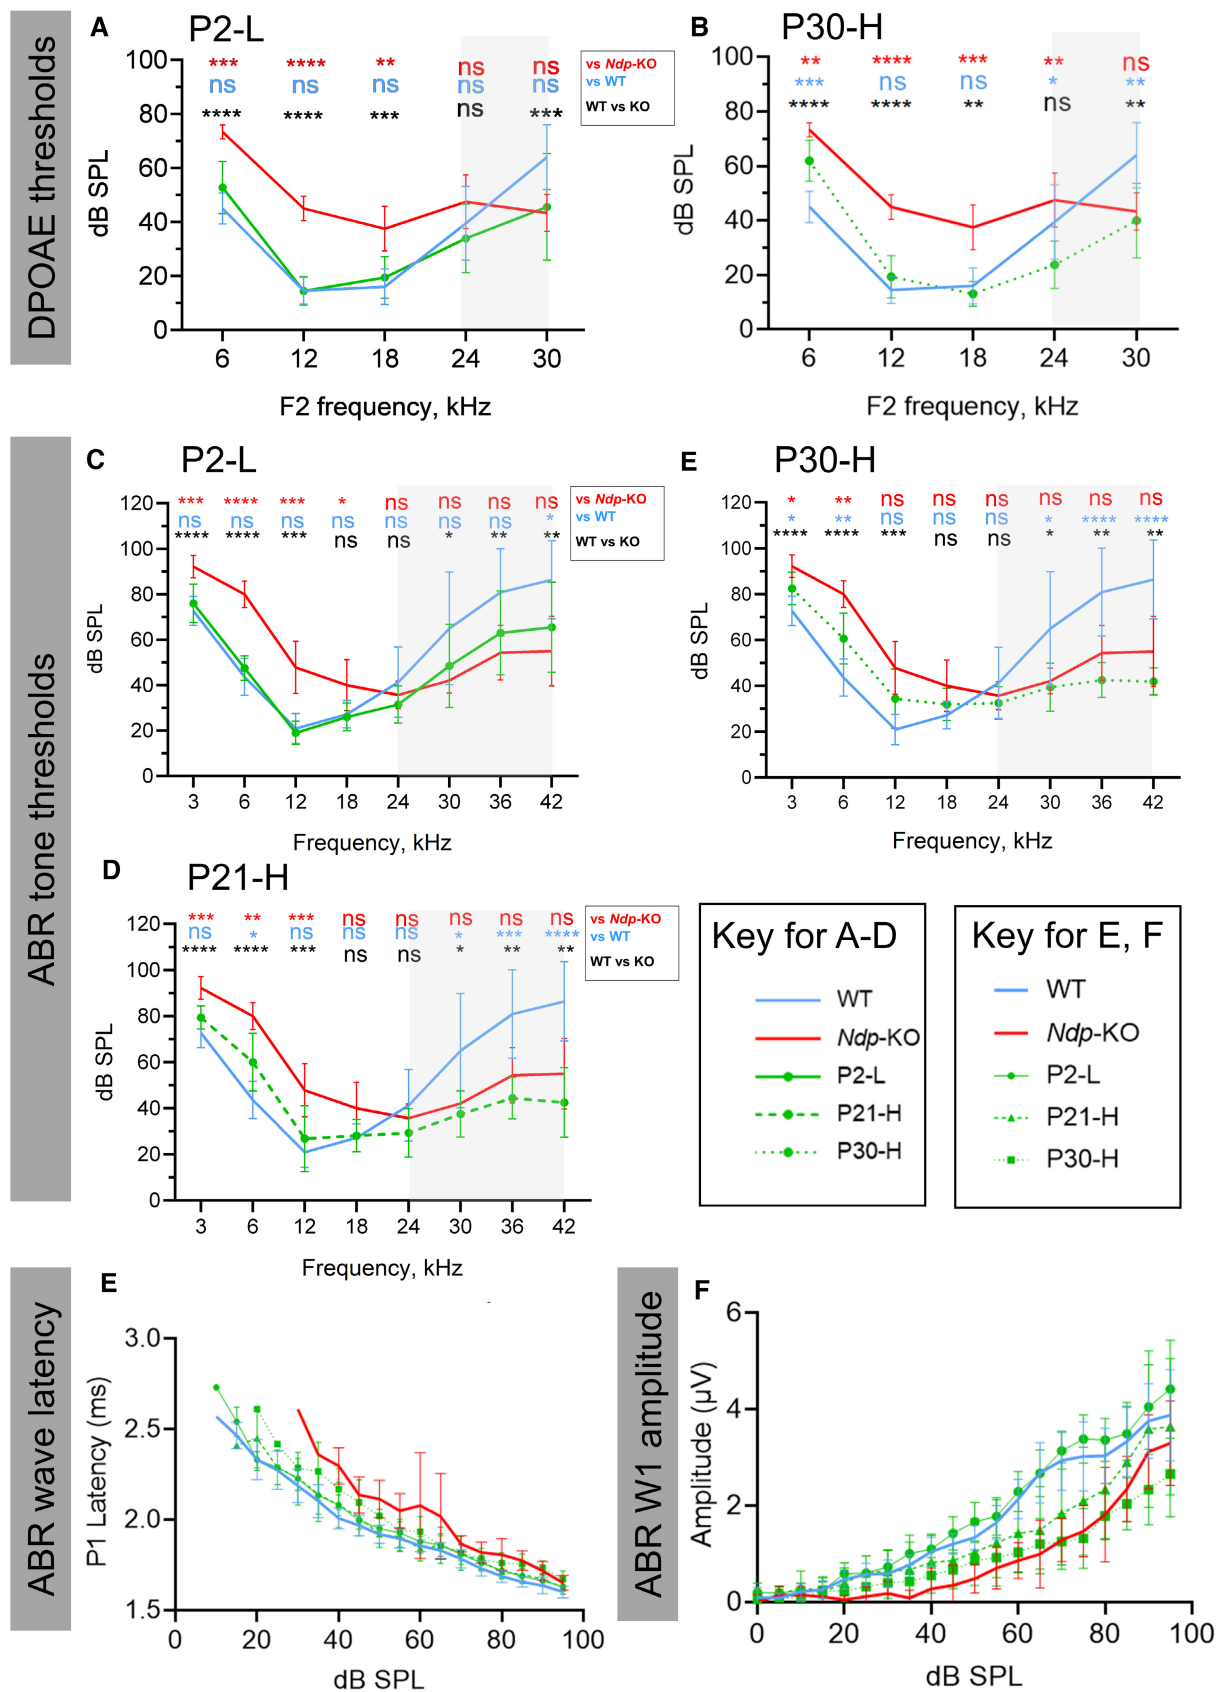 DPOAE thresholds
A
P2-L
100
80
60
40
20
0
dB SPL
*** **** ** ns ns
ns ns ns ns ns
**** **** *** ns ***
vs Ndp-KO
vs WT
WT vs KO
6 12 18 24 30
F2 frequency, kHz
B
P30-H
100
80
60
40
20
0
dB SPL
** **** *** ** ns
*** ns ns * **
**** **** ** ns **
6 12 18 24 30
F2 frequency, kHz
ABR tone thresholds
C
P2-L
120
100
80
60
40
20
0
dB SPL
*** **** *** * ns ns ns ns
ns ns ns ns ns ns ns *
**** **** *** ns ns * ** **
vs Ndp-KO
vs WT
WT vs KO
3 6 12 18 24 30 36 42
Frequency, kHz
E
P30-H
120
100
80
60
40
20
0
dB SPL
* ** ns ns ns ns ns ns
* ** ns ns ns * **** ****
**** **** *** ns ns * ** **
3 6 12 18 24 30 36 42
Frequency, kHz
D
P21-H
120
100
80
60
40
20
0
dB SPL
*** ** *** ns ns ns ns ns
ns * ns ns ns * *** ****
**** **** *** ns ns * ** **
vs Ndp-KO
vs WT
WT vs KO
3 6 12 18 24 30 36 42
Frequency, kHz
Key for A-D
WT
Ndp-KO
P2-L
P21-H
P30-H
Key for E, F
WT
Ndp-KO
P2-L
P21-H
P30-H
ABR wave latency
E
3.0
2.5
2.0
1.5
P1 Latency (ms)
0 20 40 60 80 100
dB SPL
ABR W1 amplitude
F
6
4
2
0
Amplitude (µV)
0 20 40 60 80 100
dB SPL